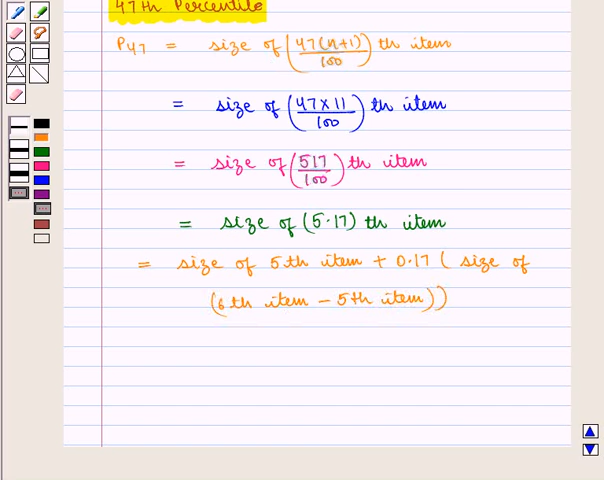 47th Percentile
P47 = size of (47(n+1)/100) th item
= size of (47×11/100) th item
= size of (517/100) th item
= size of (5.17) th item
= size of 5th item + 0.17 ( size of
(6th item - 5th item))